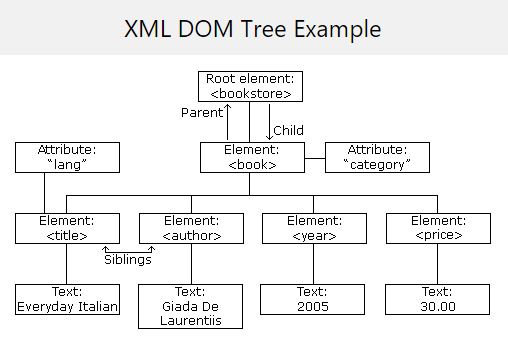 XML DOM Tree Example
Root element:
<bookstore>
Parent
Child
Attribute:
“lang”
Element:
<book>
Attribute:
“category”
Element:
<title>
Element:
<author>
Element:
<year>
Element:
<price>
Siblings
Text:
Everyday Italian
Text:
Giada De
Laurentiis
Text:
2005
Text:
30.00